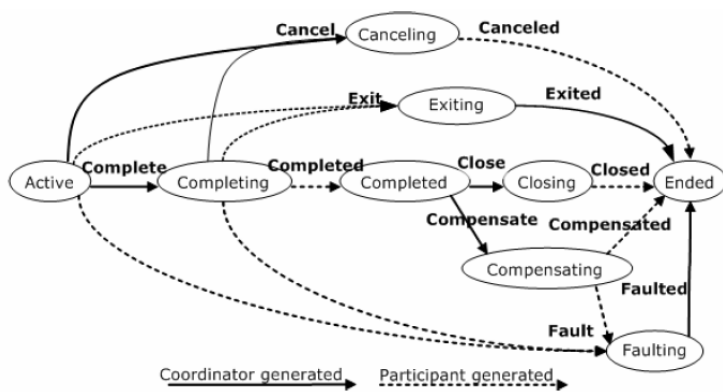 Cancel
Canceling
Canceled
Exit
Exiting
Exited
Active
Complete
Completing
Completed
Completed
Close
Closing
Closed
Ended
Compensate
Compensating
Compensated
Fault
Faulting
Faulted
Coordinator generated
Participant generated